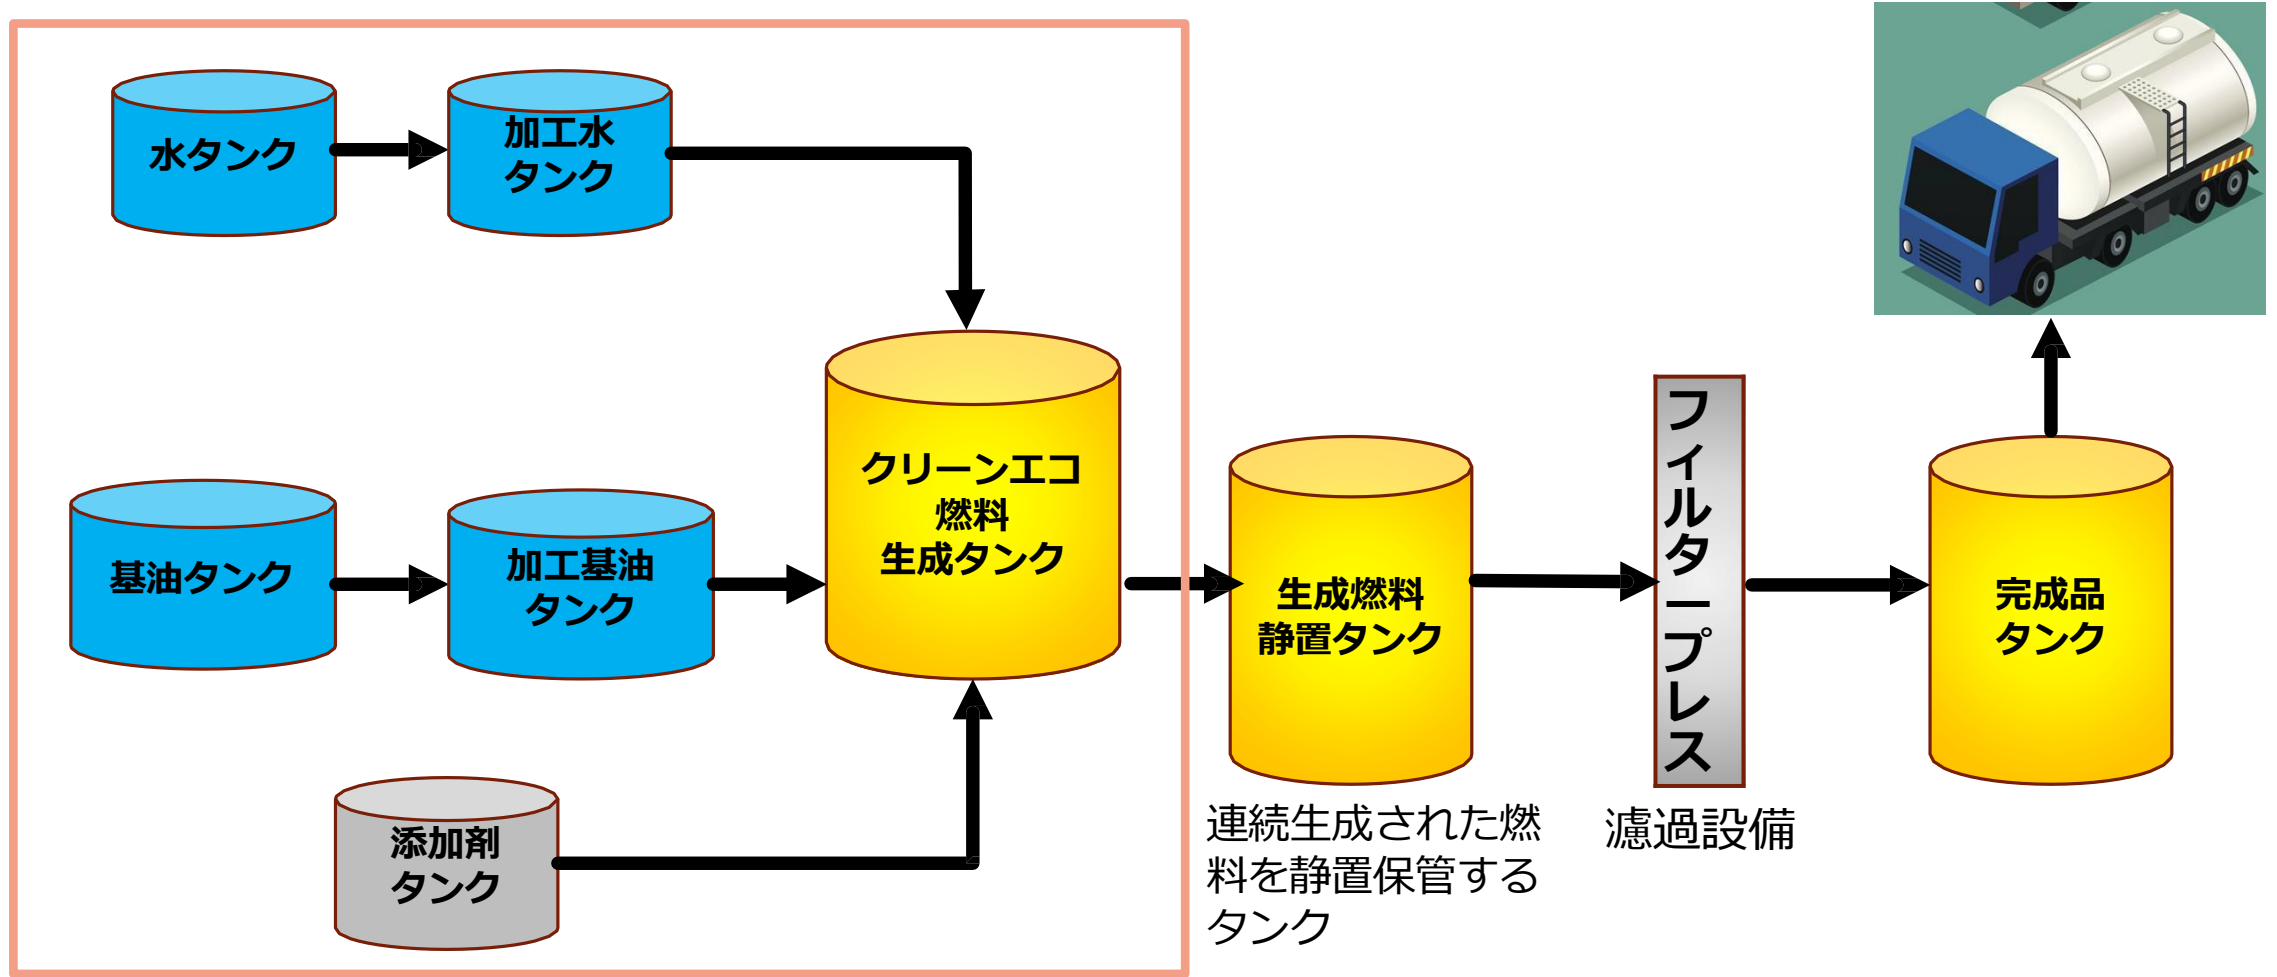 水タンク
加工水
タンク
クリーンエコ
燃料
生成タンク
基油タンク
加工基油
タンク
添加剤
タンク
生成燃料
静置タンク
連続生成された燃
料を静置保管する
タンク
フィルタープレス
濾過設備
完成品
タンク